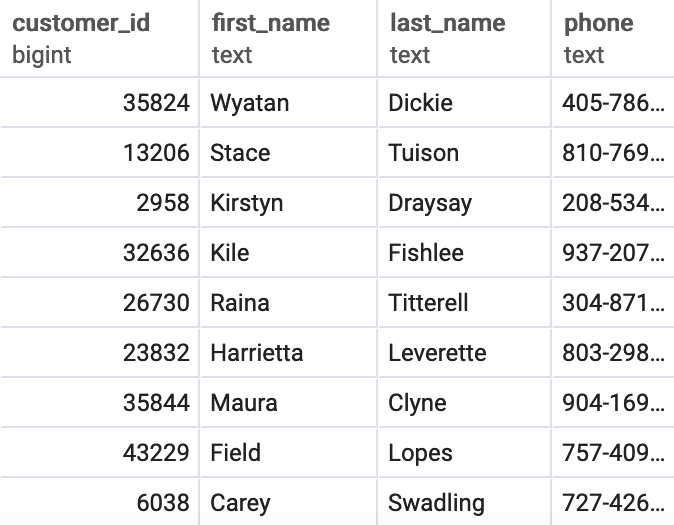 customer_id first_name last_name phone
bigint text text text
35824 Wyatan Dickie 405-786...
13206 Stace Tuison 810-769...
2958 Kirstyn Draysay 208-534...
32636 Kile Fishlee 937-207...
26730 Raina Titterell 304-871...
23832 Harrietta Leverette 803-298...
35844 Maura Clyne 904-169...
43229 Field Lopes 757-409...
6038 Carey Swadling 727-426...